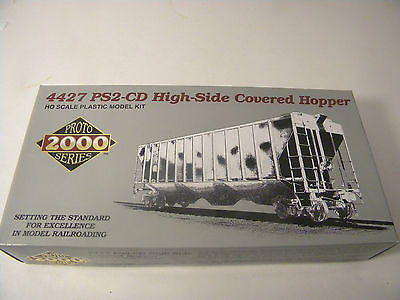 4427 PS2-CD High-Side Covered Hopper
HO SCALE PLASTIC MODEL KIT
PROTO
2000
SERIES
SETTING THE STANDARD
FOR EXCELLENCE
IN MODEL RAILROADING